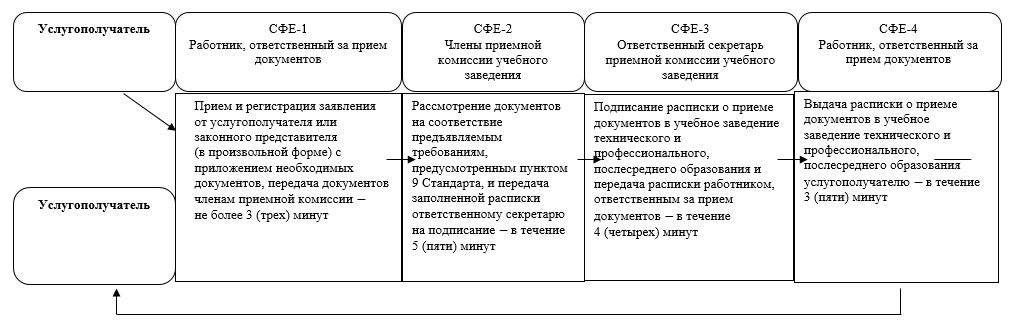 Услугополучатель
СФЕ-1
Работник, ответственный за прием
документов
СФЕ-2
Члены приемной
комиссии учебного
заведения
СФЕ-3
Ответственный секретарь
приемной комиссии учебного
заведения
СФЕ-4
Работник, ответственный за
прием документов
Прием и регистрация заявления
от услугополучателя или
законного представителя
(в произвольной форме) с
приложением необходимых
документов, передача документов
членам приемной комиссии –
не более 3 (трех) минут
Рассмотрение документов
на соответствие
предъявляемым
требованиям,
предусмотренным пунктом
9 Стандарта, и передача
заполненной расписки
ответственному секретарю
на подписание – в течение
5 (пяти) минут
Подписание расписки о приеме
документов в учебное заведение
технического и
профессионального,
послесреднего образования и
передача расписки работником,
ответственным за прием
документов – в течение
4 (четырех) минут
Выдача расписки о приеме
документов в учебное
заведение технического и
профессионального,
послесреднего образования
услугополучателю – в течение
3 (пяти) минут
Услугополучатель